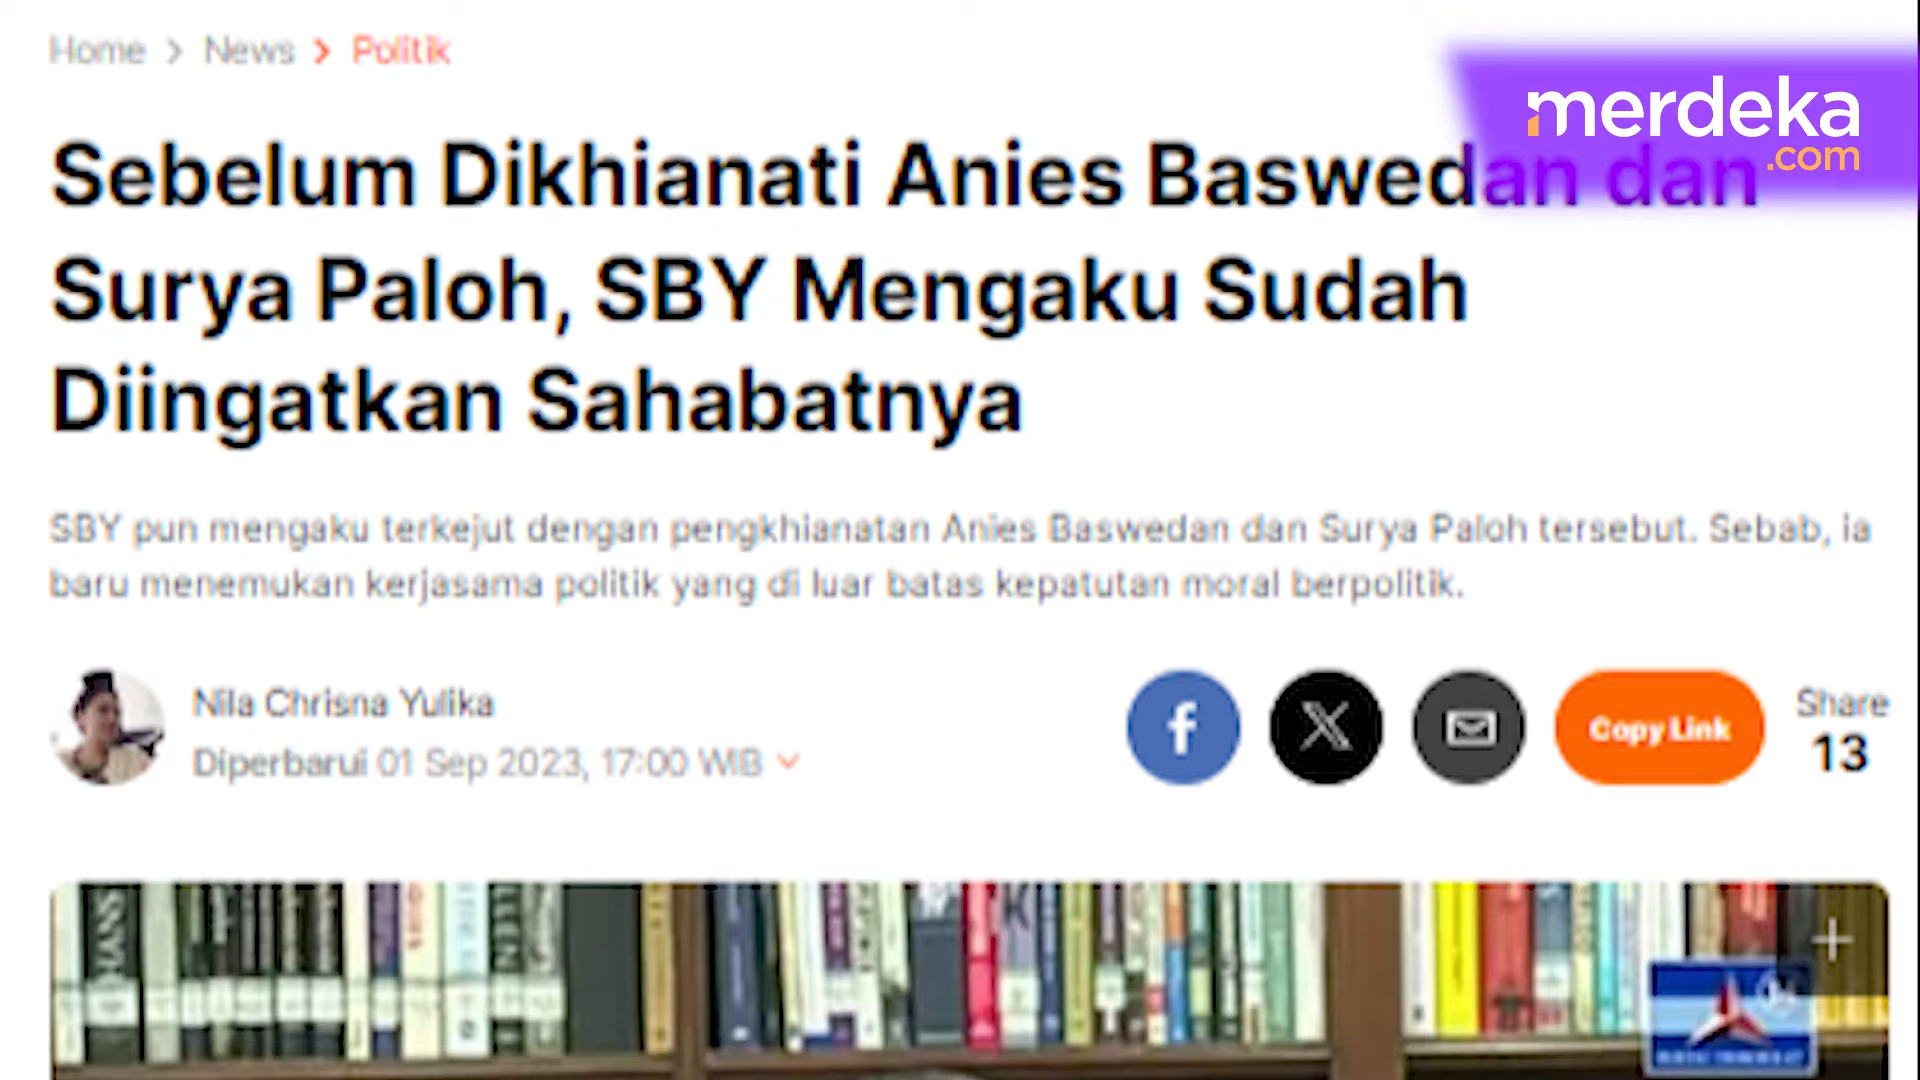 Home > News > Politik
merdeka
.com
Sebelum Dikhianati Anies Baswedan dan
Surya Paloh, SBY Mengaku Sudah
Diingatkan Sahabatnya
SBY pun mengaku terkejut dengan pengkhianatan Anies Baswedan dan Surya Paloh tersebut. Sebab, ia
baru menemukan kerjasama politik yang di luar batas kepatutan moral berpolitik.
Nila Chrisna Yulika
Diperbarui 01 Sep 2023, 17:00 WIB
Copy Link
Share
13
HANS